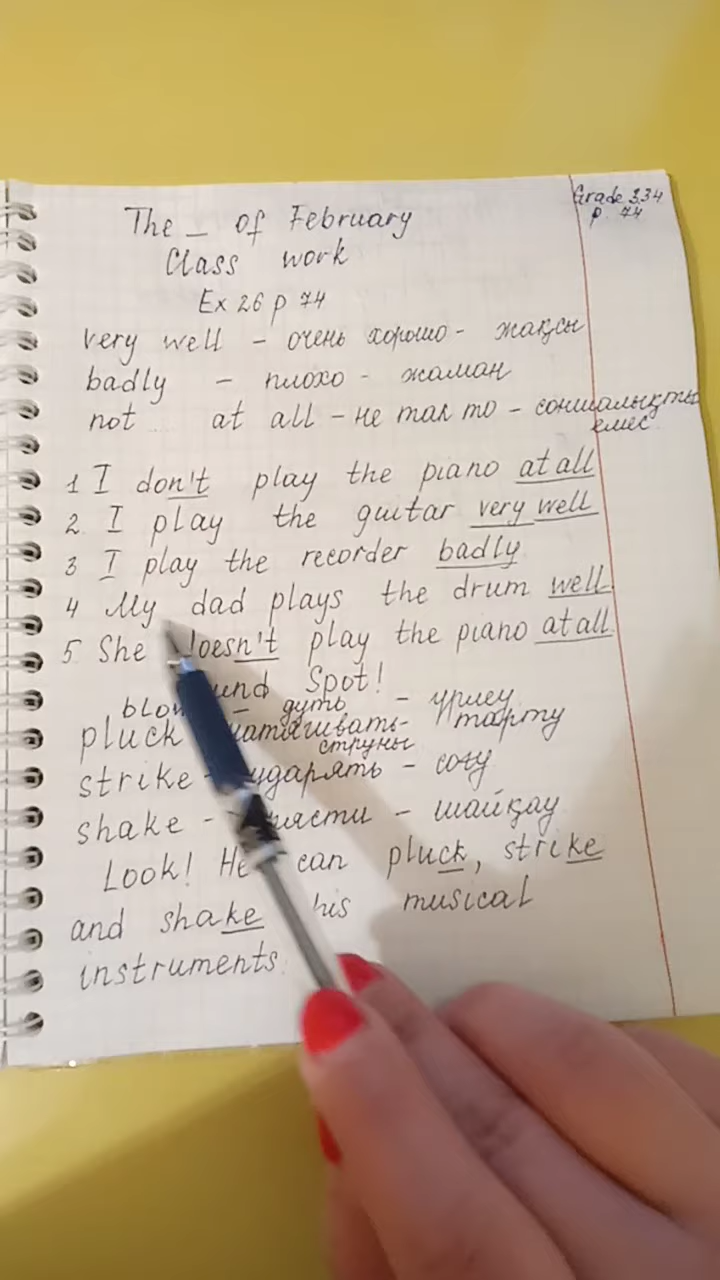 Grade 3,34
p. 74
The _ of February
Class work
Ex 26 p 74
very well - очень хорошо - жақсы
badly - плохо - жаман
not ... at all - не так то - соншалықты
емес
1 I don't play the piano at all
2. I play the guitar very well
3 I play the recorder badly
4 My dad plays the drum well
5. She doesn't play the piano at all
Spot!
blow - дуть - үрлеу
pluck - натягивать - тарту
струны
strike - ударять - соғу
shake - трясти - шайқау
Look! He can pluck, strike
and shake his musical
instruments.